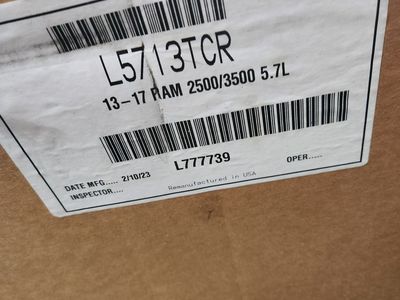 L5713TCR
13-17 RAM 2500/3500 5.7L
L777739
DATE MFG..... 2/10/23 OPER.....
INSPECTOR.....
Remanufactured in USA